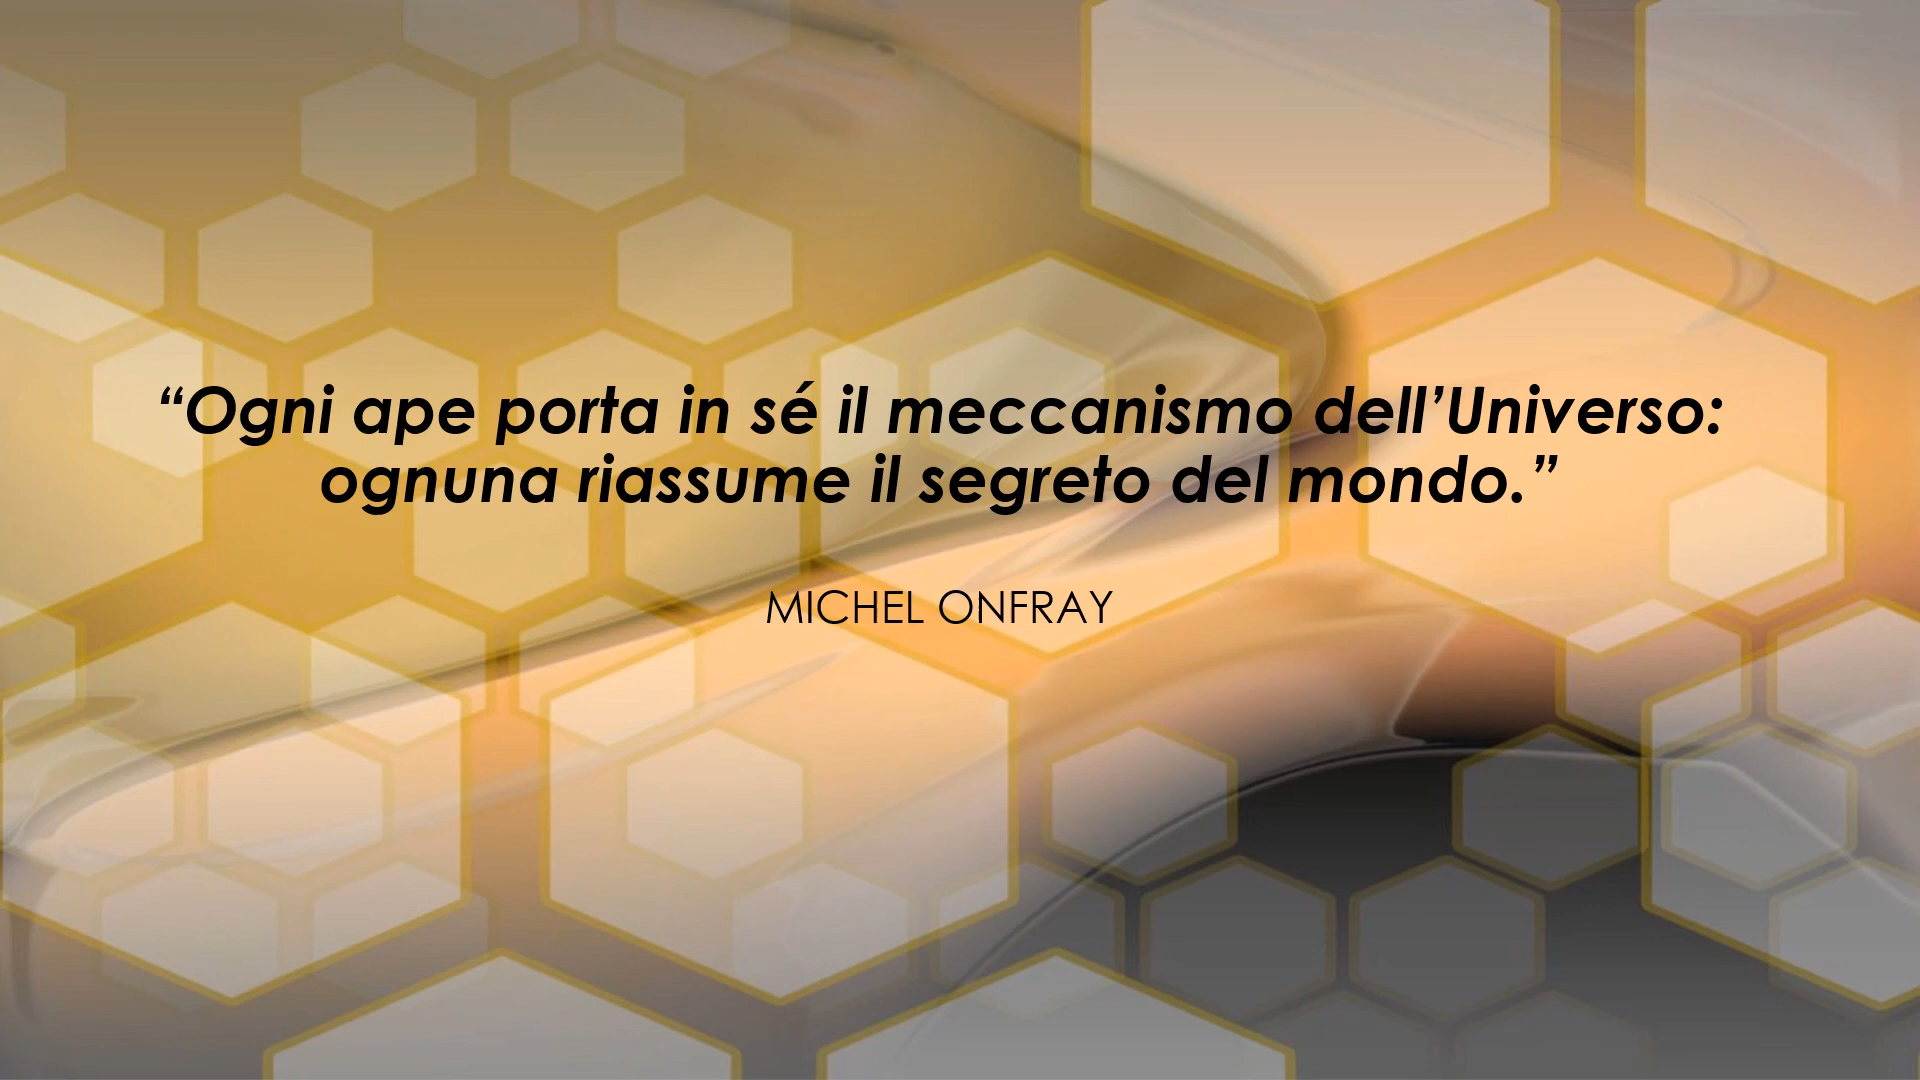 “Ogni ape porta in sé il meccanismo dell’Universo:
ognuna riassume il segreto del mondo.”
MICHEL ONFRAY